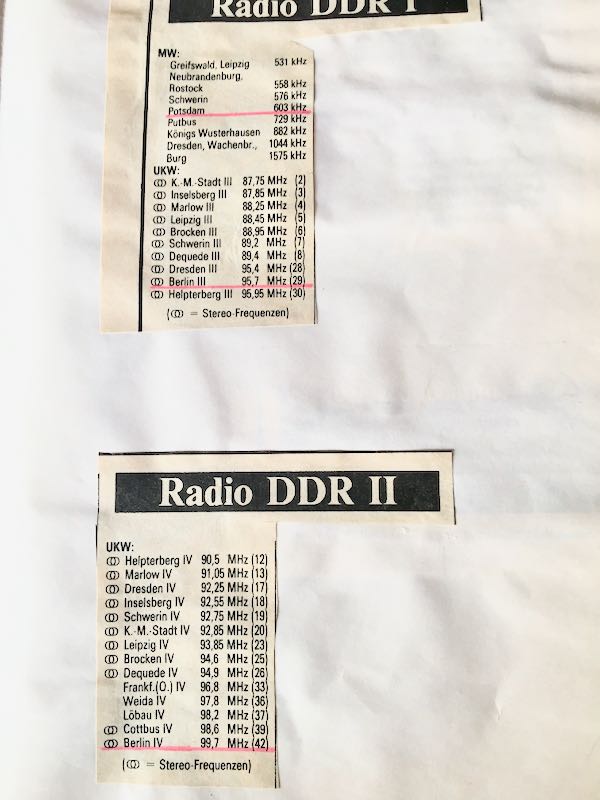 Radio DDR I
MW:
Greifswald, Leipzig 531 kHz
Neubrandenburg,
Rostock 558 kHz
Schwerin 576 kHz
Potsdam 603 kHz
Putbus 729 kHz
Königs Wusterhausen 882 kHz
Dresden, Wachenbr., 1044 kHz
Burg 1575 kHz
UKW:
K.-M.-Stadt III 87,75 MHz (2)
Inselsberg III 87,85 MHz (3)
Marlow III 88,25 MHz (4)
Leipzig III 88,45 MHz (5)
Brocken III 88,95 MHz (6)
Schwerin III 89,2 MHz (7)
Dequede III 89,4 MHz (8)
Dresden III 95,4 MHz (28)
Berlin III 95,7 MHz (29)
Helpterberg III 95,95 MHz (30)
(ↀ = Stereo-Frequenzen)
Radio DDR II
UKW:
Helpterberg IV 90,5 MHz (12)
Marlow IV 91,05 MHz (13)
Dresden IV 92,25 MHz (17)
Inselsberg IV 92,55 MHz (18)
Schwerin IV 92,75 MHz (19)
K.-M.-Stadt IV 92,85 MHz (20)
Leipzig IV 93,85 MHz (23)
Brocken IV 94,6 MHz (25)
Dequede IV 94,9 MHz (26)
Frankf.(O.) IV 96,8 MHz (33)
Weida IV 97,8 MHz (36)
Löbau IV 98,2 MHz (37)
Cottbus IV 98,6 MHz (39)
Berlin IV 99,7 MHz (42)
(ↀ = Stereo-Frequenzen)